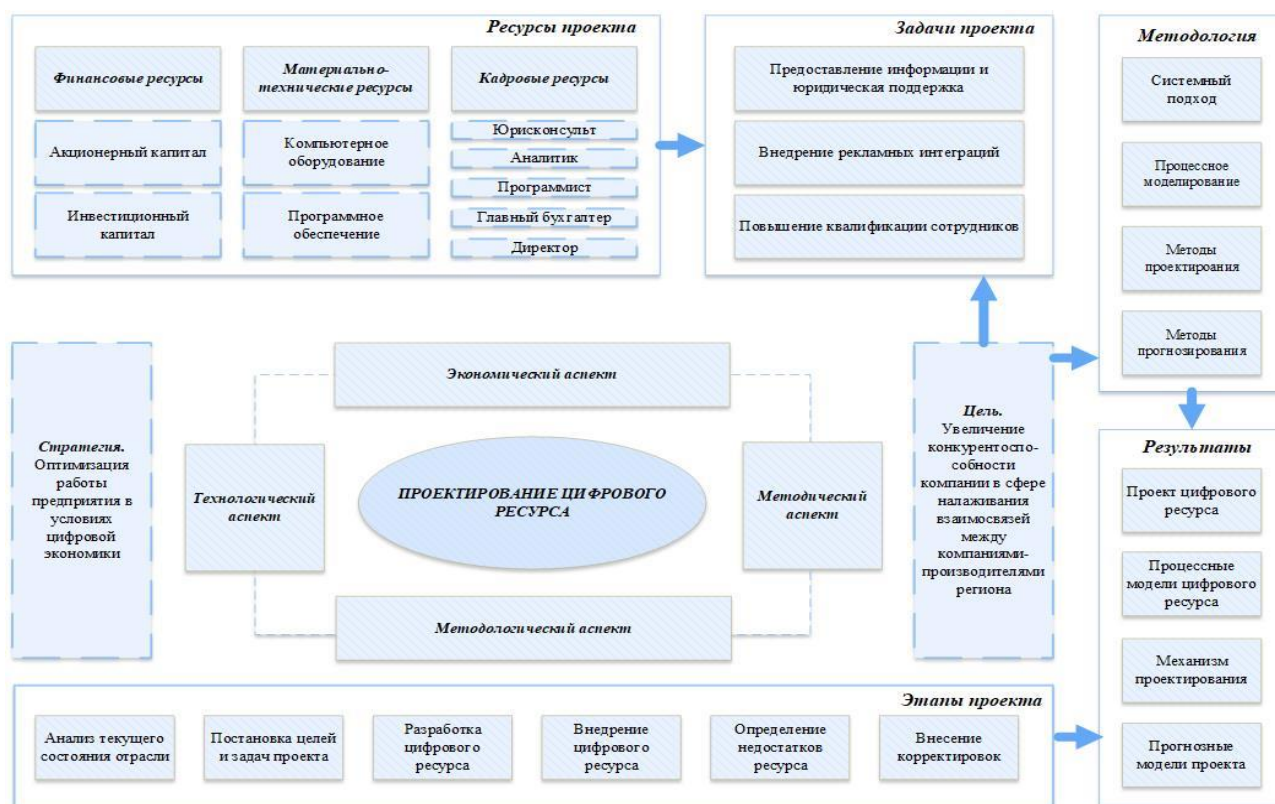 Ресурсы проекта
Финансовые ресурсы
Акционерный капитал
Инвестиционный
капитал
Материально-
технические ресурсы
Компьютерное
оборудование
Программное
обеспечение
Кадровые ресурсы
Юрисконсульт
Аналитик
Программист
Главный бухгалтер
Директор
Задачи проекта
Предоставление информации и
юридическая поддержка
Внедрение рекламных интеграций
Повышение квалификации сотрудников
Методология
Системный
подход
Процессное
моделирование
Методы
проектироания
Методы
прогнозирования
Стратегия.
Оптимизация
работы
предприятия в
условиях
цифровой
экономики
Экономический аспект
Технологический
аспект
ПРОЕКТИРОВАНИЕ ЦИФРОВОГО
РЕСУРСА
Методический аспект
Методологический аспект
Цель.
Увеличение
конкурентоспо-
собности
компании в сфере
налаживания
взаимосвязей
между
компаниями-
производителями
региона
Результаты
Проект цифрового
ресурса
Процессные
модели цифрового
ресурса
Механизм
проектирования
Прогнозные
модели проекта
Этапы проекта
Анализ текущего
состояния отрасли
Постановка целей
и задач проекта
Разработка
цифрового
ресурса
Внедрение
цифрового
ресурса
Определение
недостатков
ресурса
Внесение
корректировок